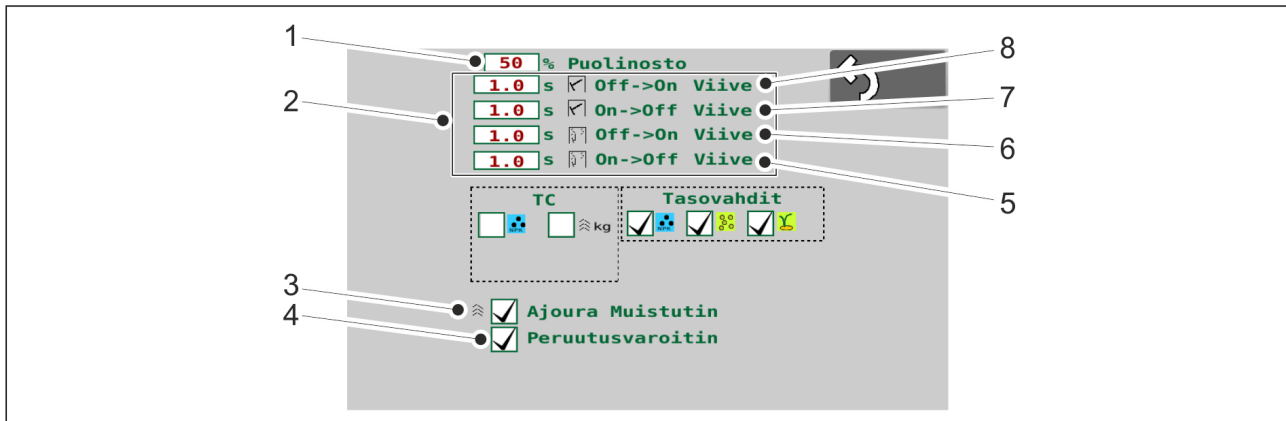 1
50 % Puolinosto
8
2
1.0 s Off->On Viive
7
1.0 s On->Off Viive
6
1.0 s Off->On Viive
1.0 s On->Off Viive
5
TC
Tasovahdit
NPK kg NPK
3
Ajoura Muistutin
4
Peruutusvaroitin